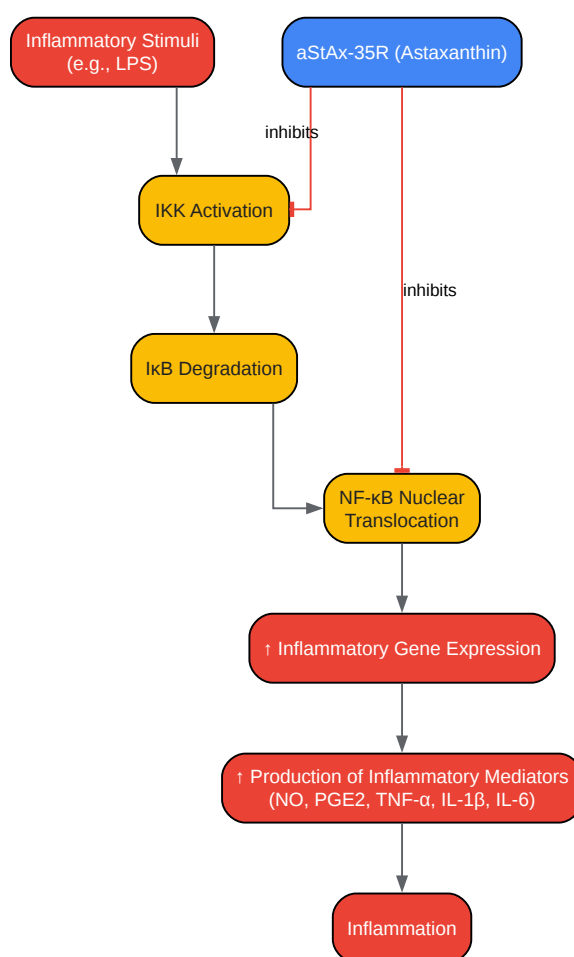 Inflammatory Stimuli
(e.g., LPS)
aStAx-35R (Astaxanthin)
inhibits
IKK Activation
inhibits
IκB Degradation
NF-κB Nuclear
Translocation
↑ Inflammatory Gene Expression
↑ Production of Inflammatory Mediators
(NO, PGE2, TNF-α, IL-1β, IL-6)
Inflammation